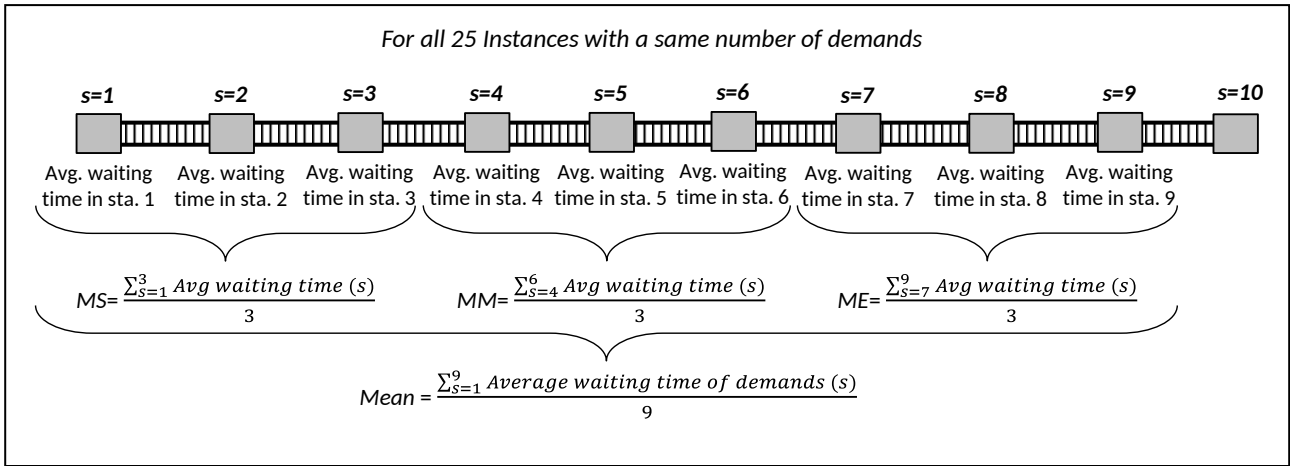 For all 25 Instances with a same number of demands
s=1 s=2 s=3 s=4 s=5 s=6 s=7 s=8 s=9 s=10
Avg. waiting time in sta. 1
Avg. waiting time in sta. 2
Avg. waiting time in sta. 3
Avg. waiting time in sta. 4
Avg. waiting time in sta. 5
Avg. waiting time in sta. 6
Avg. waiting time in sta. 7
Avg. waiting time in sta. 8
Avg. waiting time in sta. 9
MS= ∑³ₛ₌₁ Avg waiting time (s) / 3
MM= ∑⁶ₛ₌₄ Avg waiting time (s) / 3
ME= ∑⁹ₛ₌₇ Avg waiting time (s) / 3
Mean = ∑⁹ₛ₌₁ Average waiting time of demands (s) / 9